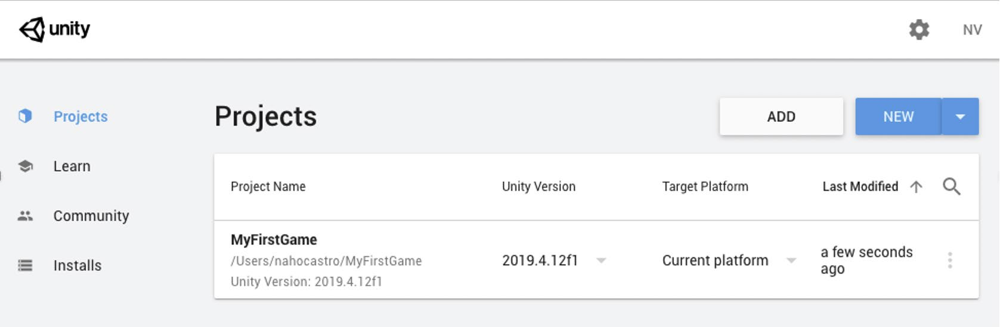 unity
NV
Projects
Learn
Community
Installs
Projects
ADD
NEW
Project Name
Unity Version
Target Platform
Last Modified
MyFirstGame
/Users/nahocastro/MyFirstGame
Unity Version: 2019.4.12f1
2019.4.12f1
Current platform
a few seconds
ago